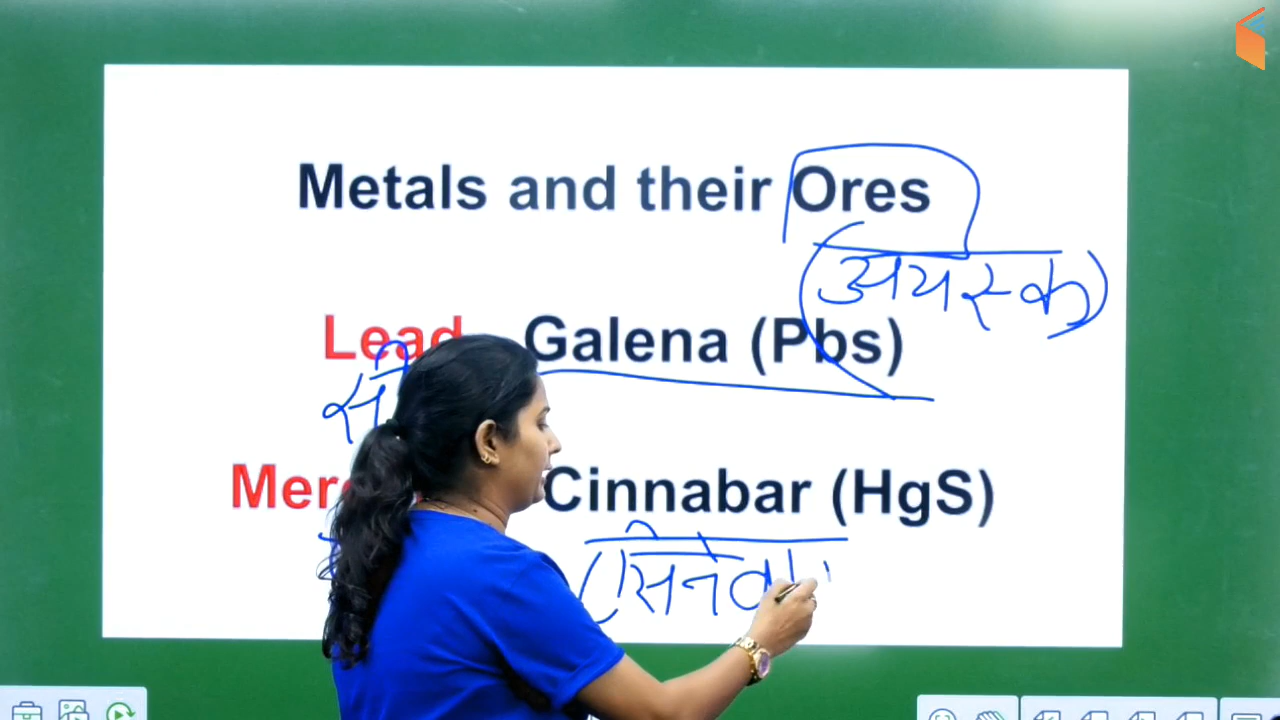 Metals and their Ores
(अयस्क)
Lead Galena (Pbs)
Cinnabar (HgS)